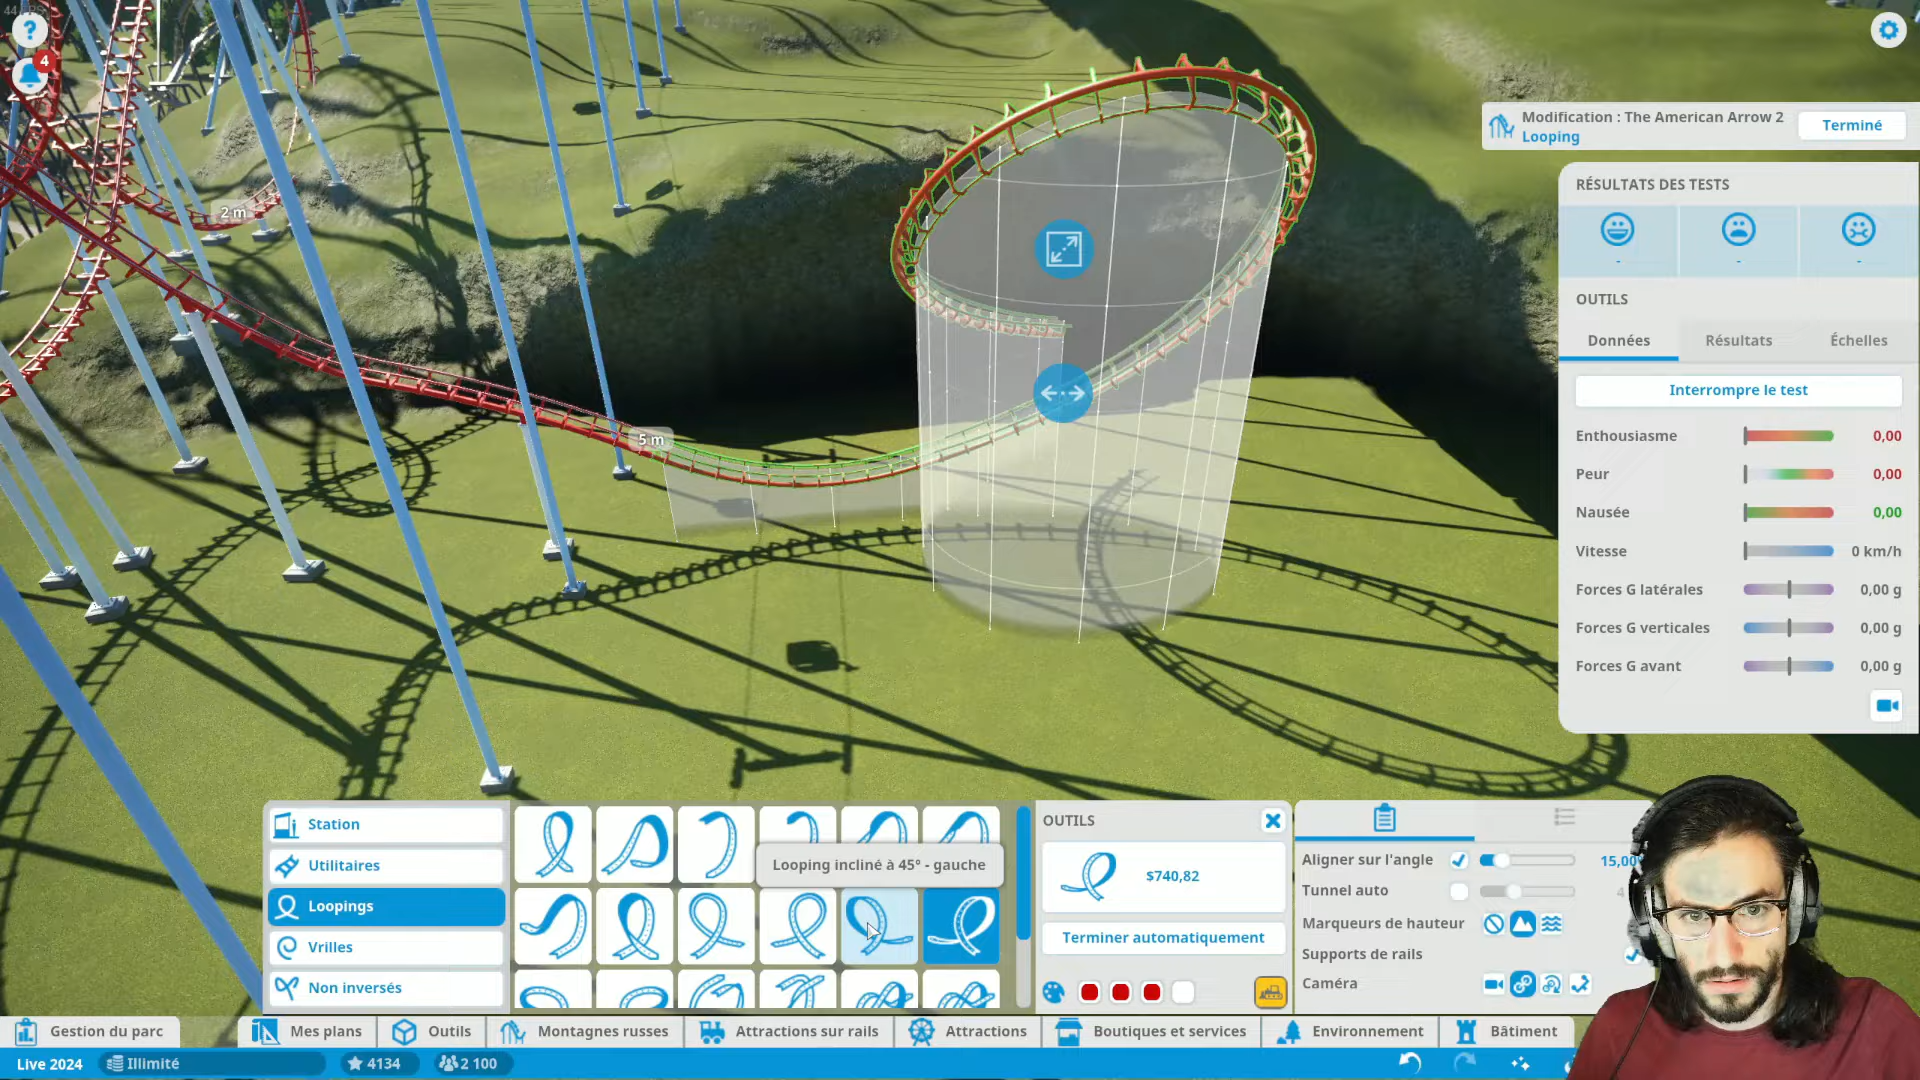 44
?
4
Modification : The American Arrow 2
Looping
Terminé
RÉSULTATS DES TESTS
-
-
-
OUTILS
Données
Résultats
Échelles
Interrompre le test
Enthousiasme
0,00
Peur
0,00
Nausée
0,00
Vitesse
0 km/h
Forces G latérales
0,00 g
Forces G verticales
0,00 g
Forces G avant
0,00 g
2 m
5 m
Station
Utilitaires
Loopings
Vrilles
Non inversés
Looping incliné à 45° - gauche
OUTILS
$740,82
Terminer automatiquement
Aligner sur l'angle
15,00
Tunnel auto
4
Marqueurs de hauteur
Supports de rails
Caméra
Gestion du parc
Mes plans
Outils
Montagnes russes
Attractions sur rails
Attractions
Boutiques et services
Environnement
Bâtiment
Live 2024
Illimité
4134
2 100